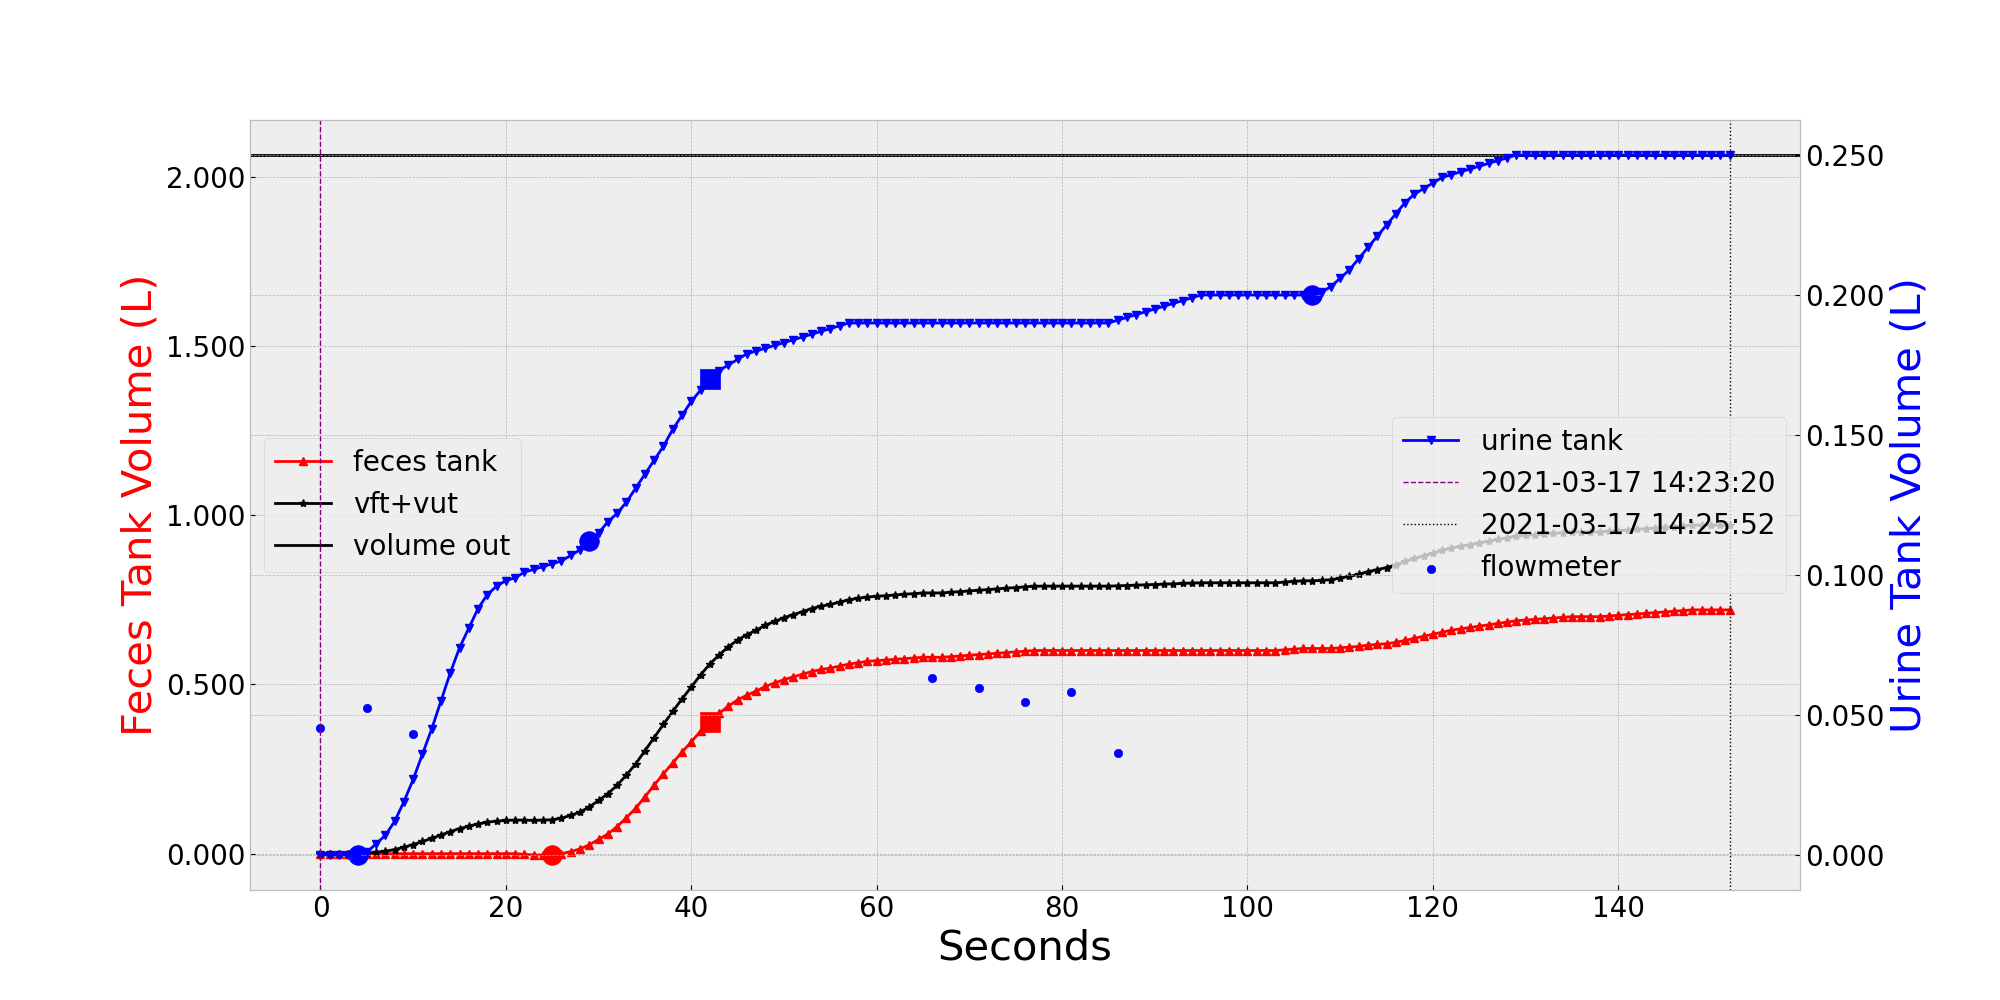 2.000
1.500
1.000
0.500
0.000
Feces Tank Volume (L)
feces tank
vft+vut
volume out
0.250
0.200
0.150
0.100
0.050
0.000
Urine Tank Volume (L)
urine tank
2021-03-17 14:23:20
2021-03-17 14:25:52
flowmeter
0 20 40 60 80 100 120 140
Seconds